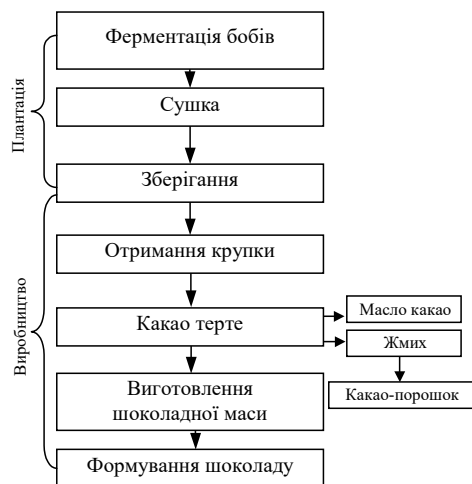 Плантація
Ферментація бобів
Сушка
Зберігання
Виробництво
Отримання крупки
Какао терте
Масло какао
Жмих
Какао-порошок
Виготовлення
шоколадної маси
Формування шоколаду